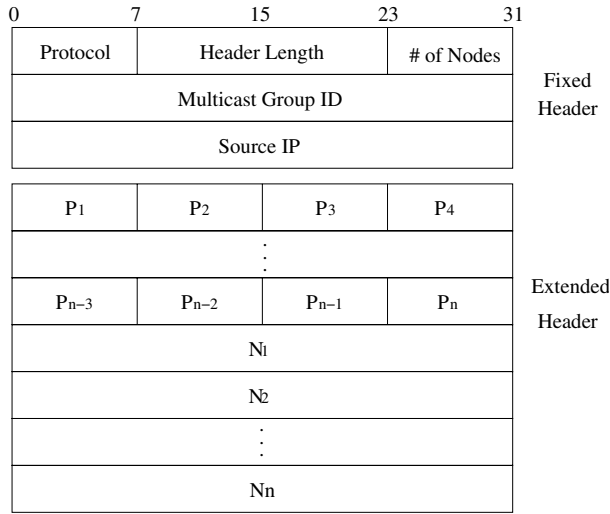 0 7 15 23 31
Protocol Header Length # of Nodes
Multicast Group ID
Source IP
Fixed
Header
P1 P2 P3 P4
Pn−3 Pn−2 Pn−1 Pn
N1
N2
Nn
Extended
Header